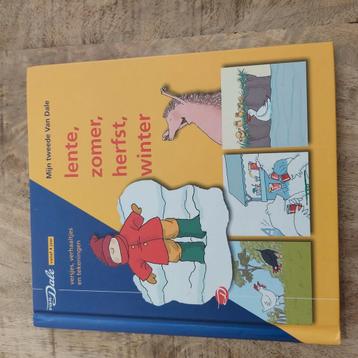 Mijn tweede Van Dale
lente,
zomer,
herfst,
winter
versjes, verhaaltjes
en tekeningen
van Dale